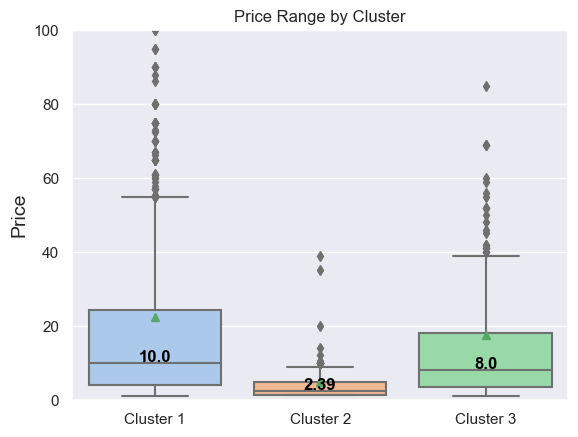 Price Range by Cluster
Price
100
80
60
40
20
0
10.0
2.39
8.0
Cluster 1
Cluster 2
Cluster 3